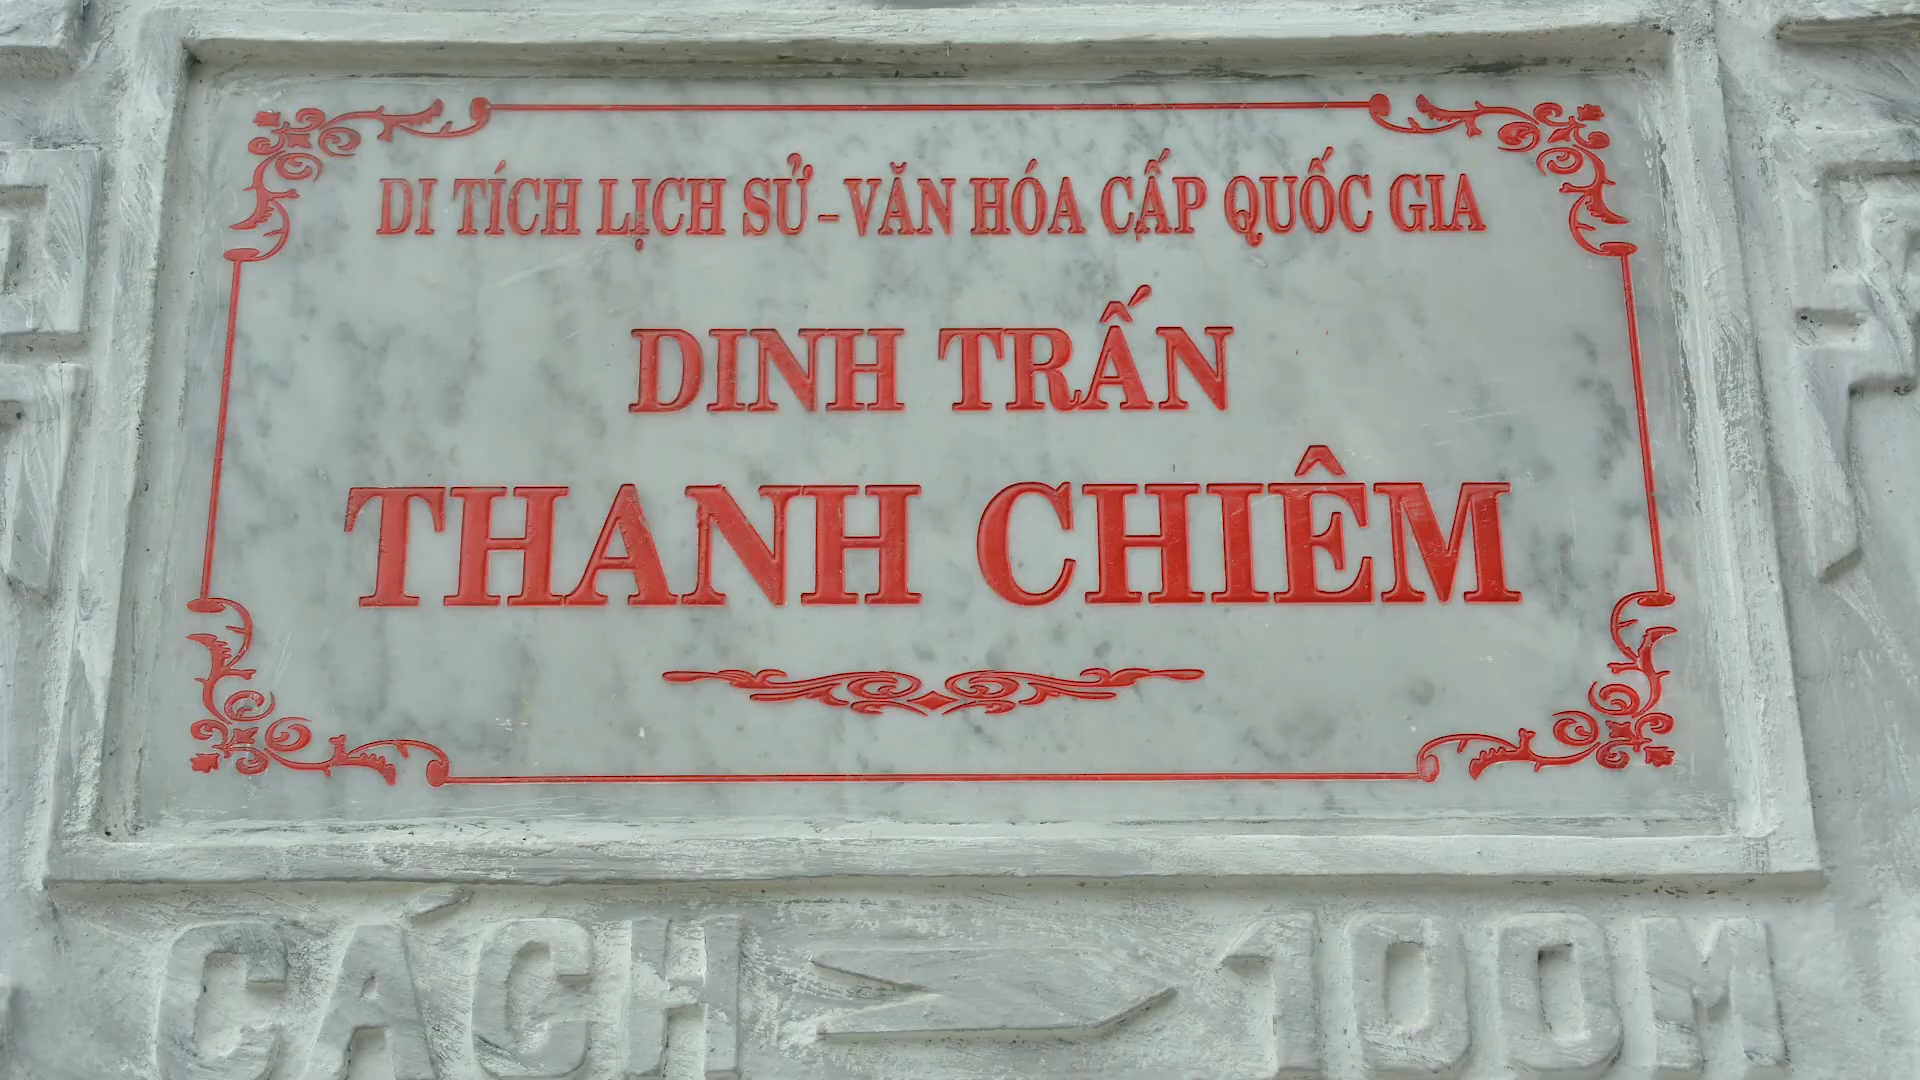 DI TÍCH LỊCH SỬ - VĂN HÓA CẤP QUỐC GIA
DINH TRẤN
THANH CHIÊM
CÁCH 100M